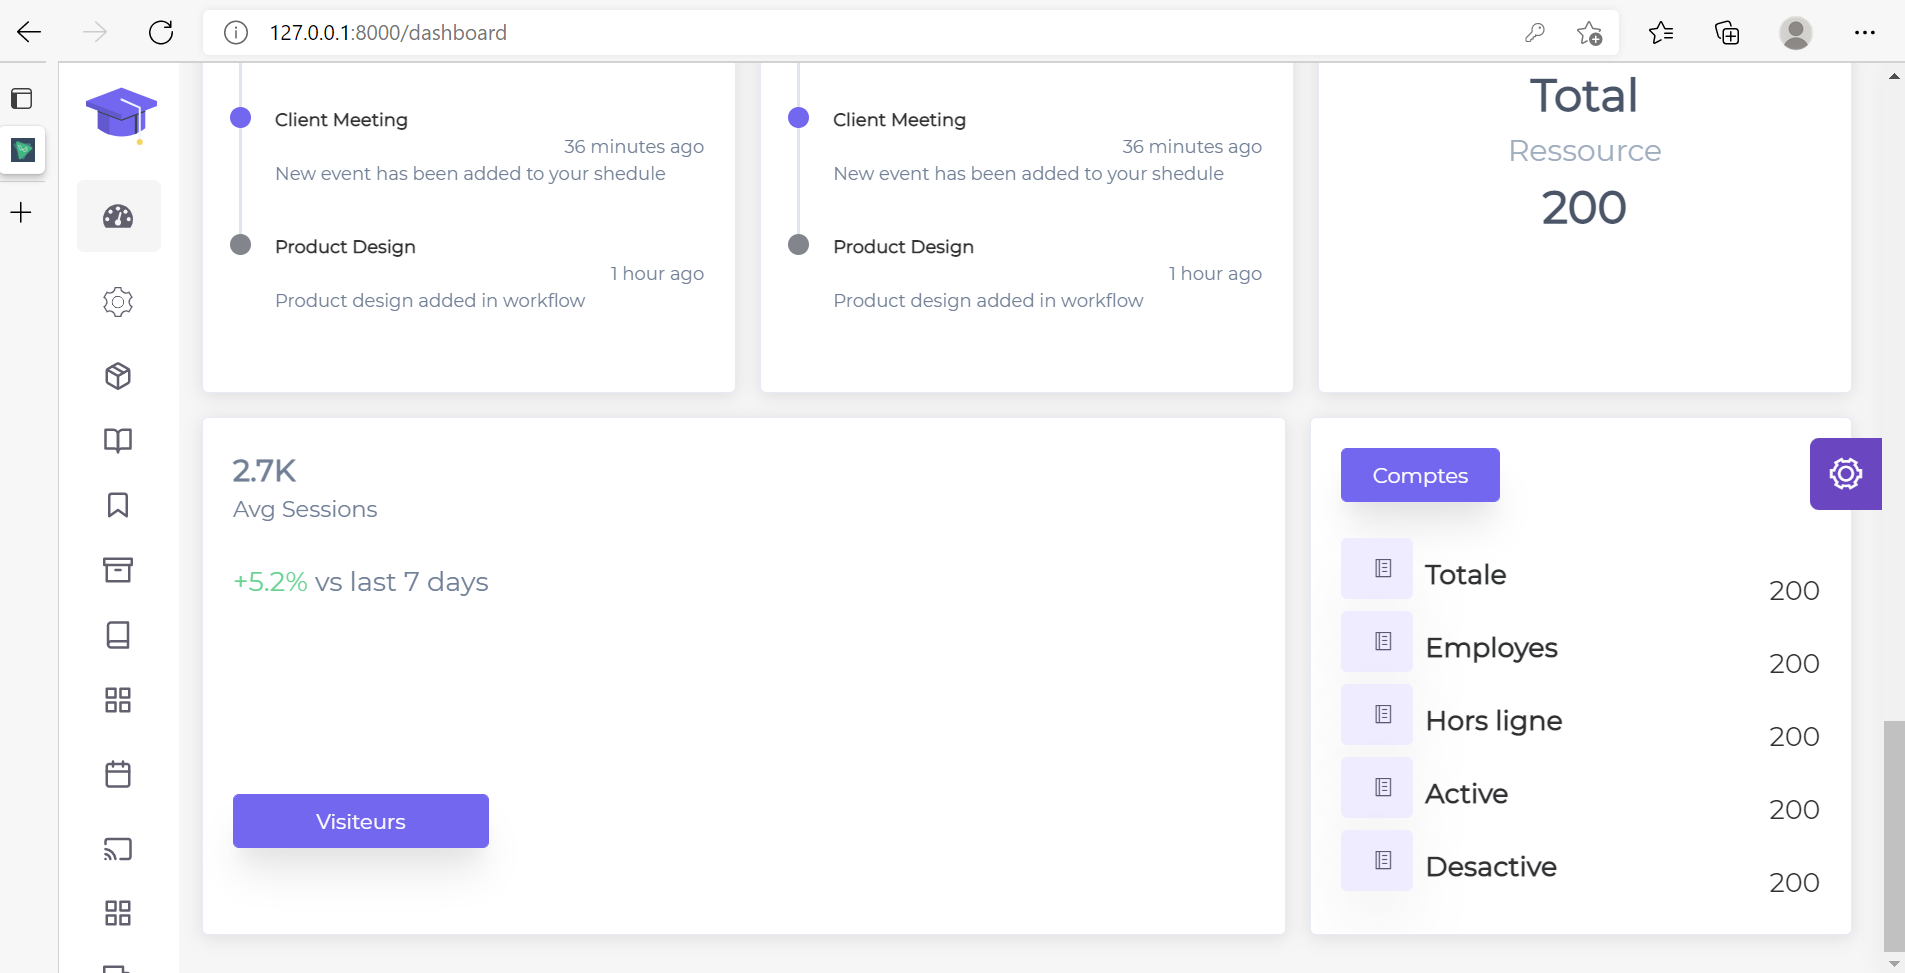 127.0.0.1:8000/dashboard
Client Meeting
36 minutes ago
New event has been added to your shedule
Product Design
1 hour ago
Product design added in workflow
Client Meeting
36 minutes ago
New event has been added to your shedule
Product Design
1 hour ago
Product design added in workflow
Total
Ressource
200
2.7K
Avg Sessions
+5.2% vs last 7 days
Visiteurs
Comptes
Totale 200
Employes 200
Hors ligne 200
Active 200
Desactive 200